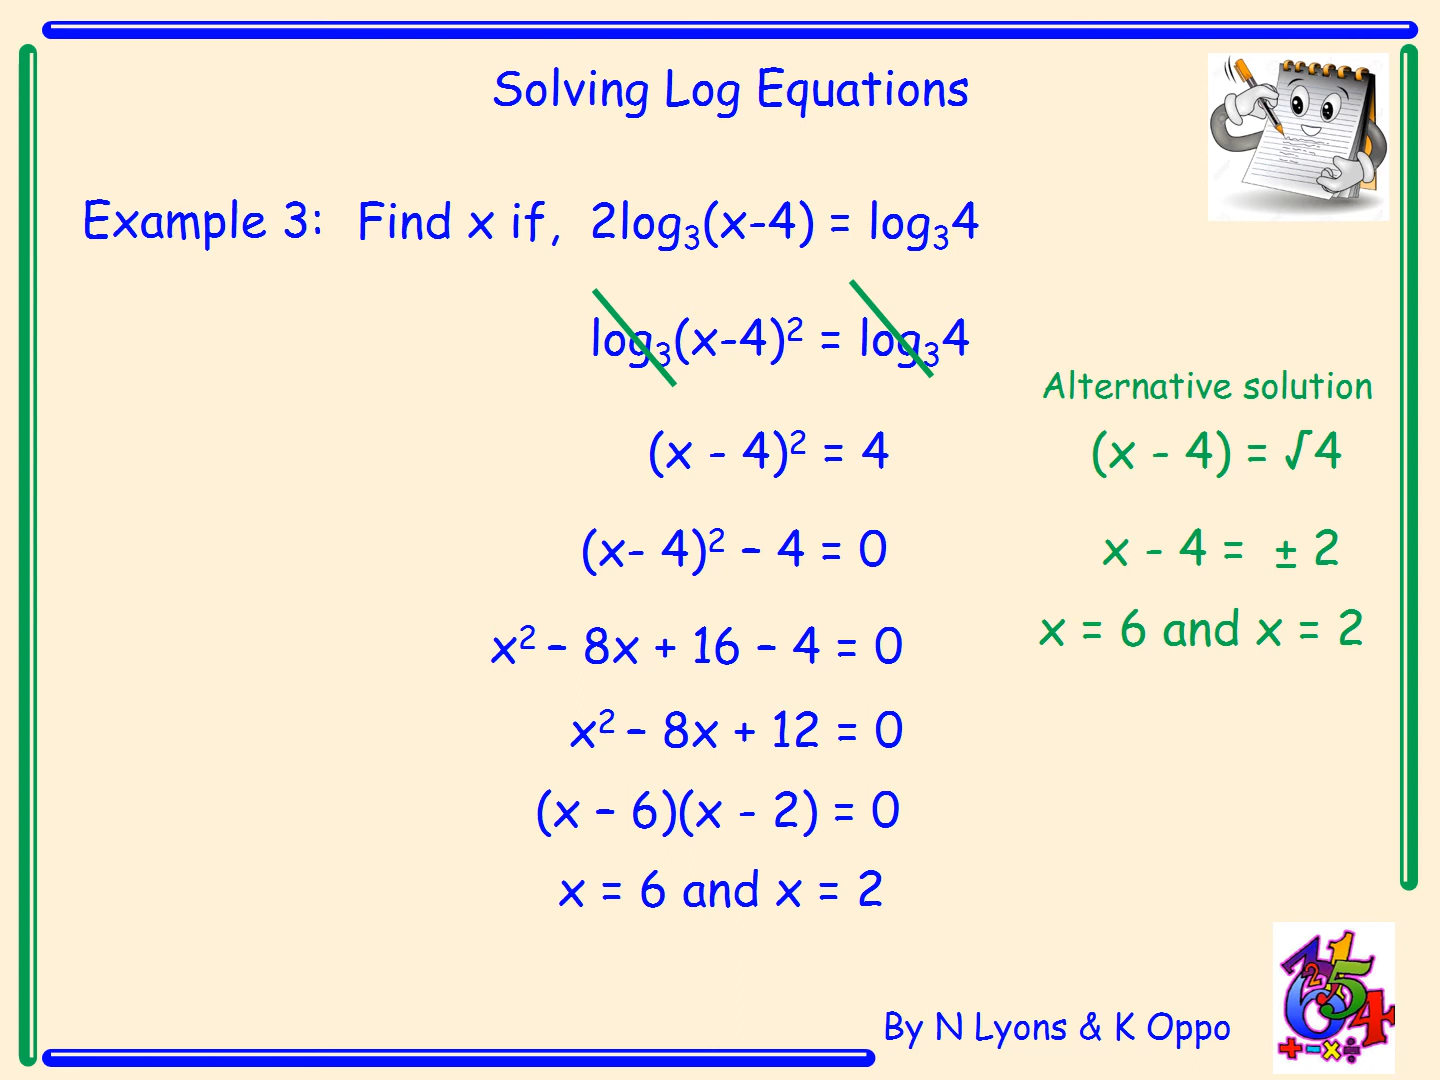 Solving Log Equations
Example 3: Find x if, 2log₃(x-4) = log₃4
log₃(x-4)² = log₃4
(x - 4)² = 4
(x- 4)² – 4 = 0
x² – 8x + 16 – 4 = 0
x² – 8x + 12 = 0
(x – 6)(x - 2) = 0
x = 6 and x = 2
Alternative solution
(x - 4) = √4
x - 4 = ± 2
x = 6 and x = 2
By N Lyons & K Oppo